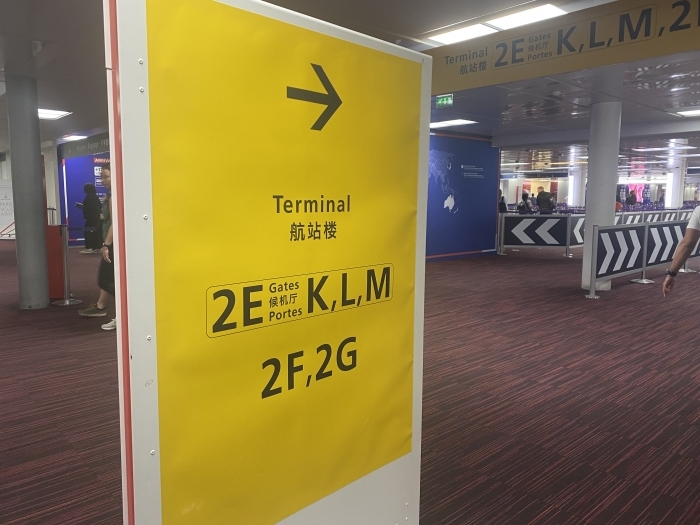 Terminal
航站楼
2E Gates 候机厅 Portes K,L,M
2F,2G
Terminal
航站楼
2E Gates 候机厅 Portes K,L,M,2